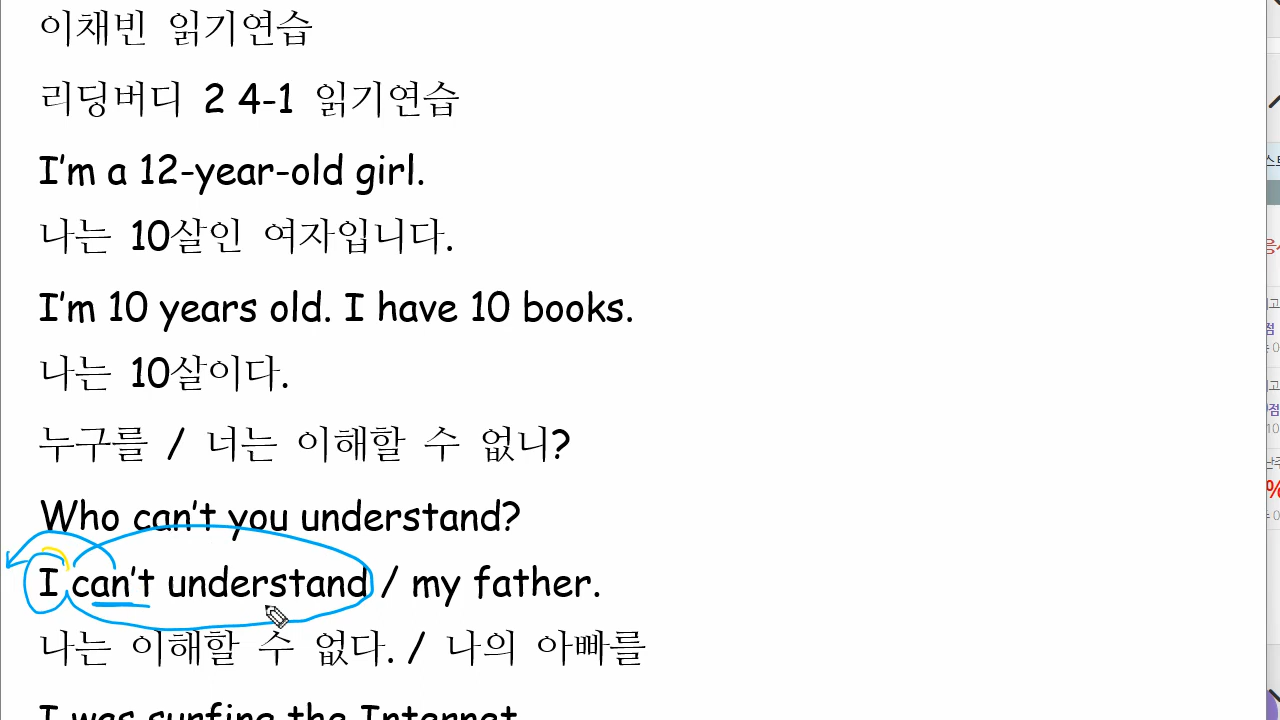 이채빈 읽기연습
리딩버디 2 4-1 읽기연습
I'm a 12-year-old girl.
나는 10살인 여자입니다.
I'm 10 years old. I have 10 books.
나는 10살이다.
누구를 / 너는 이해할 수 없니?
Who can't you understand?
I can't understand / my father.
나는 이해할 수 없다. / 나의 아빠를
I was surfing the Internet